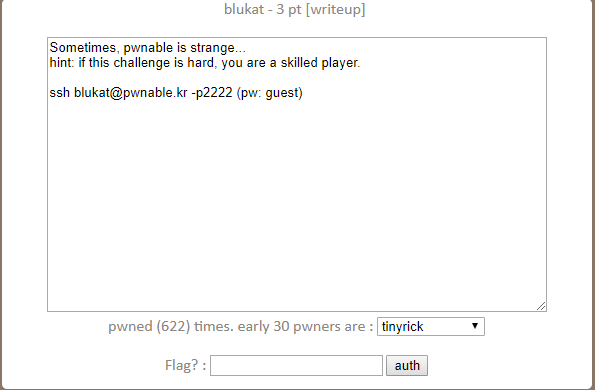 blukat - 3 pt [writeup]
Sometimes, pwnable is strange...
hint: if this challenge is hard, you are a skilled player.
ssh blukat@pwnable.kr -p2222 (pw: guest)
pwned (622) times. early 30 pwners are : tinyrick
Flag? : auth